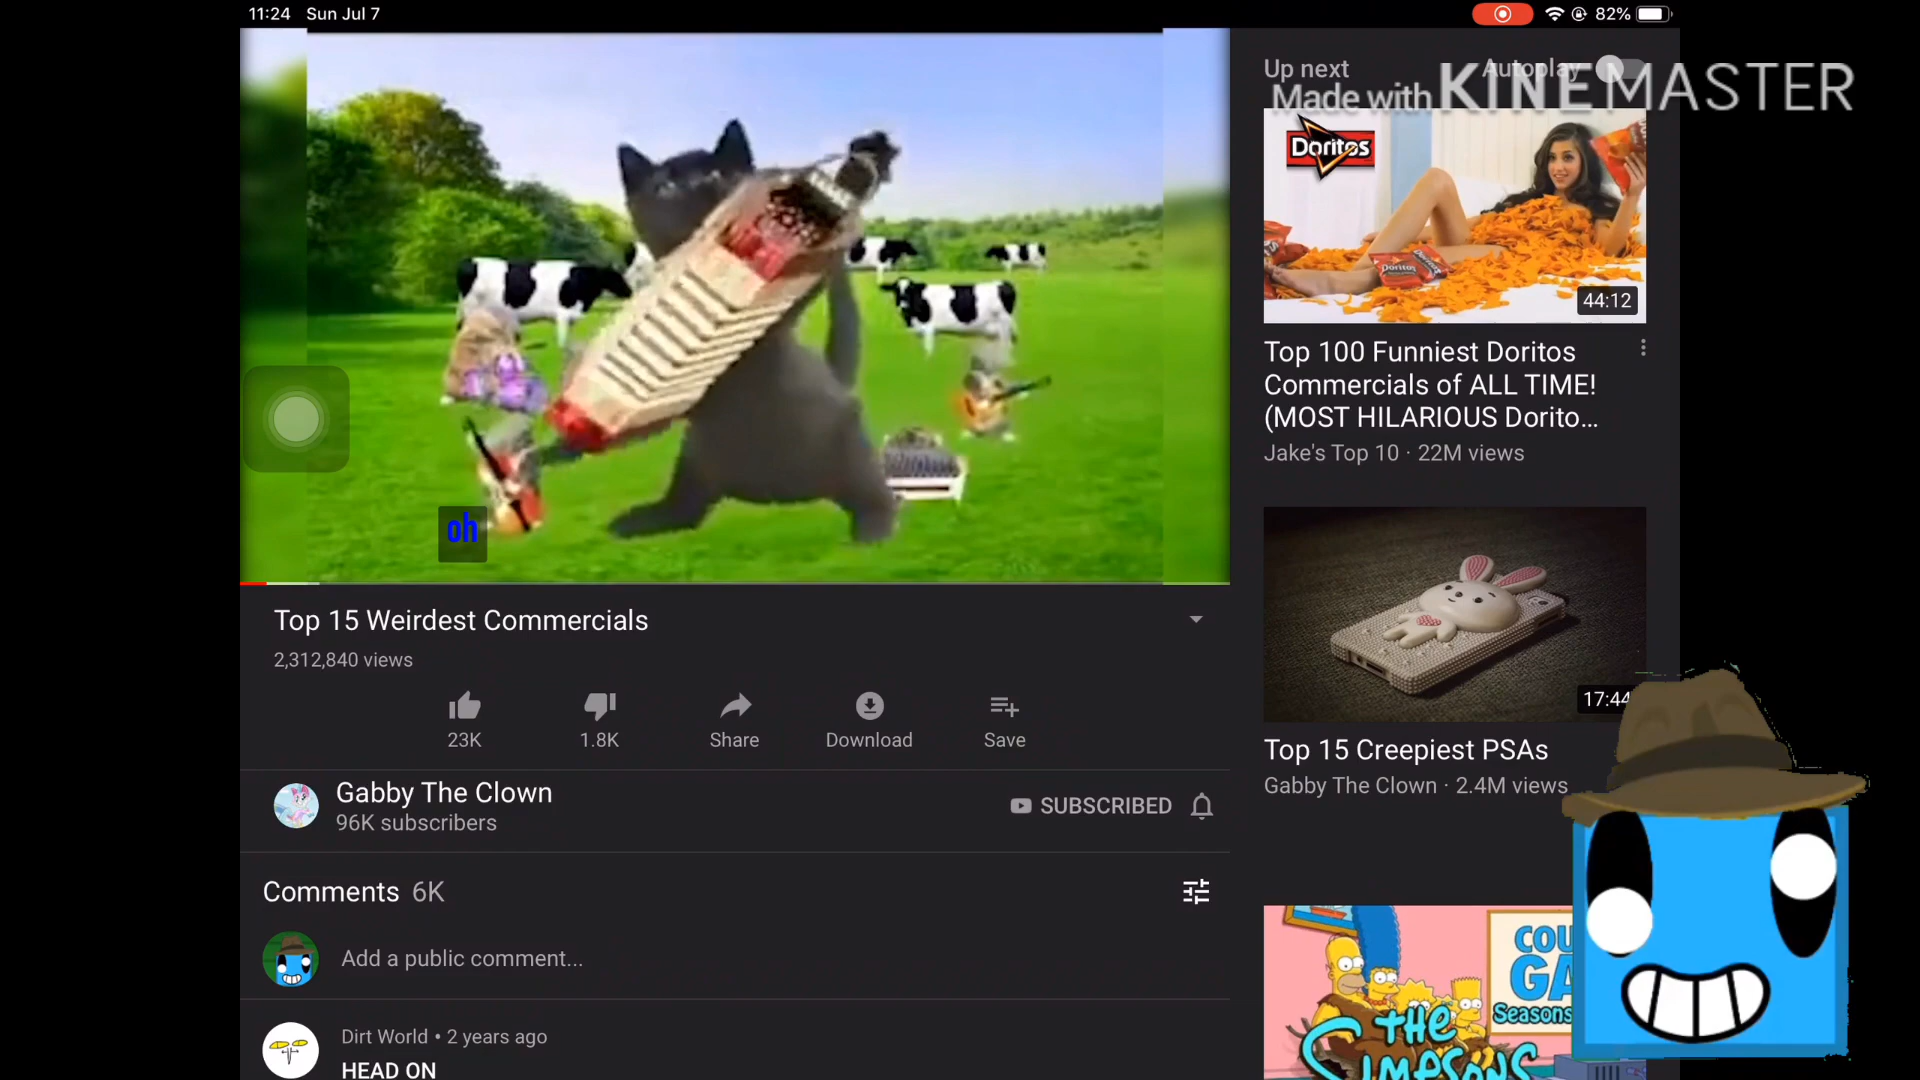 11:24 Sun Jul 7
82%
Up next
Autoplay
Made with KINEMASTER
Doritos
Doritos
44:12
Top 100 Funniest Doritos
Commercials of ALL TIME!
(MOST HILARIOUS Dorito...
Jake's Top 10 · 22M views
oh
Top 15 Weirdest Commercials
2,312,840 views
23K
1.8K
Share
Download
Save
17:44
Top 15 Creepiest PSAs
Gabby The Clown · 2.4M views
Gabby The Clown
96K subscribers
SUBSCRIBED
Comments 6K
Add a public comment...
Dirt World • 2 years ago
HEAD ON
THE
SIMPSONS
Seasons